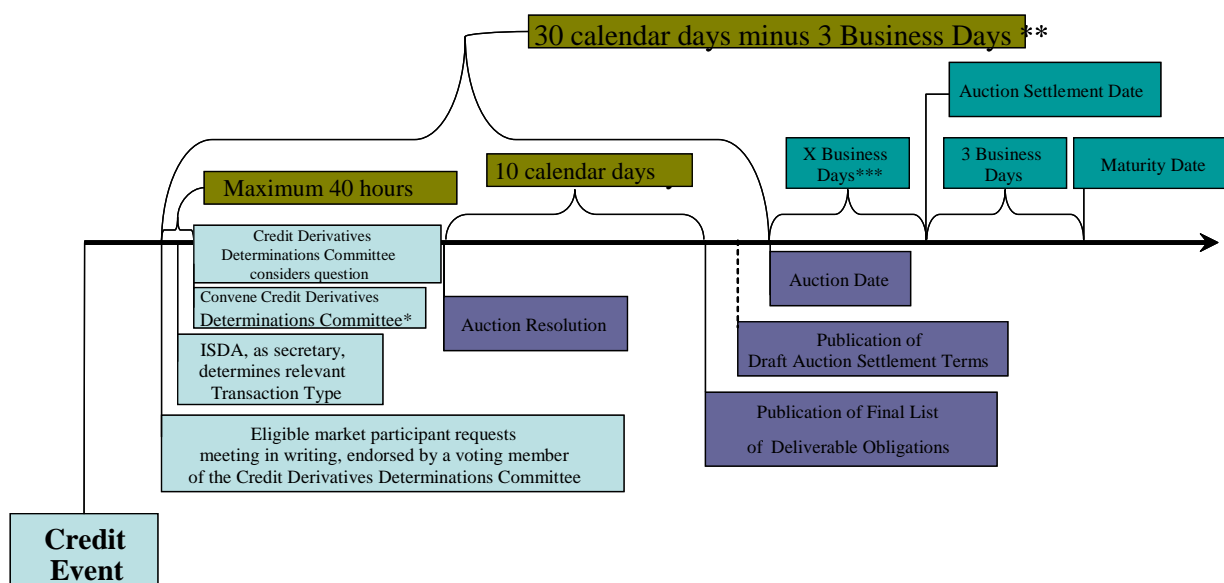 30 calendar days minus 3 Business Days **
Auction Settlement Date
X Business
Days***
3 Business
Days
Maturity Date
10 calendar days
Maximum 40 hours
Credit Derivatives
Determinations Committee
considers question
Convene Credit Derivatives
Determinations Committee*
ISDA, as secretary,
determines relevant
Transaction Type
Eligible market participant requests
meeting in writing, endorsed by a voting member
of the Credit Derivatives Determinations Committee
Auction Resolution
Auction Date
Publication of
Draft Auction Settlement Terms
Publication of Final List
of Deliverable Obligations
Credit
Event